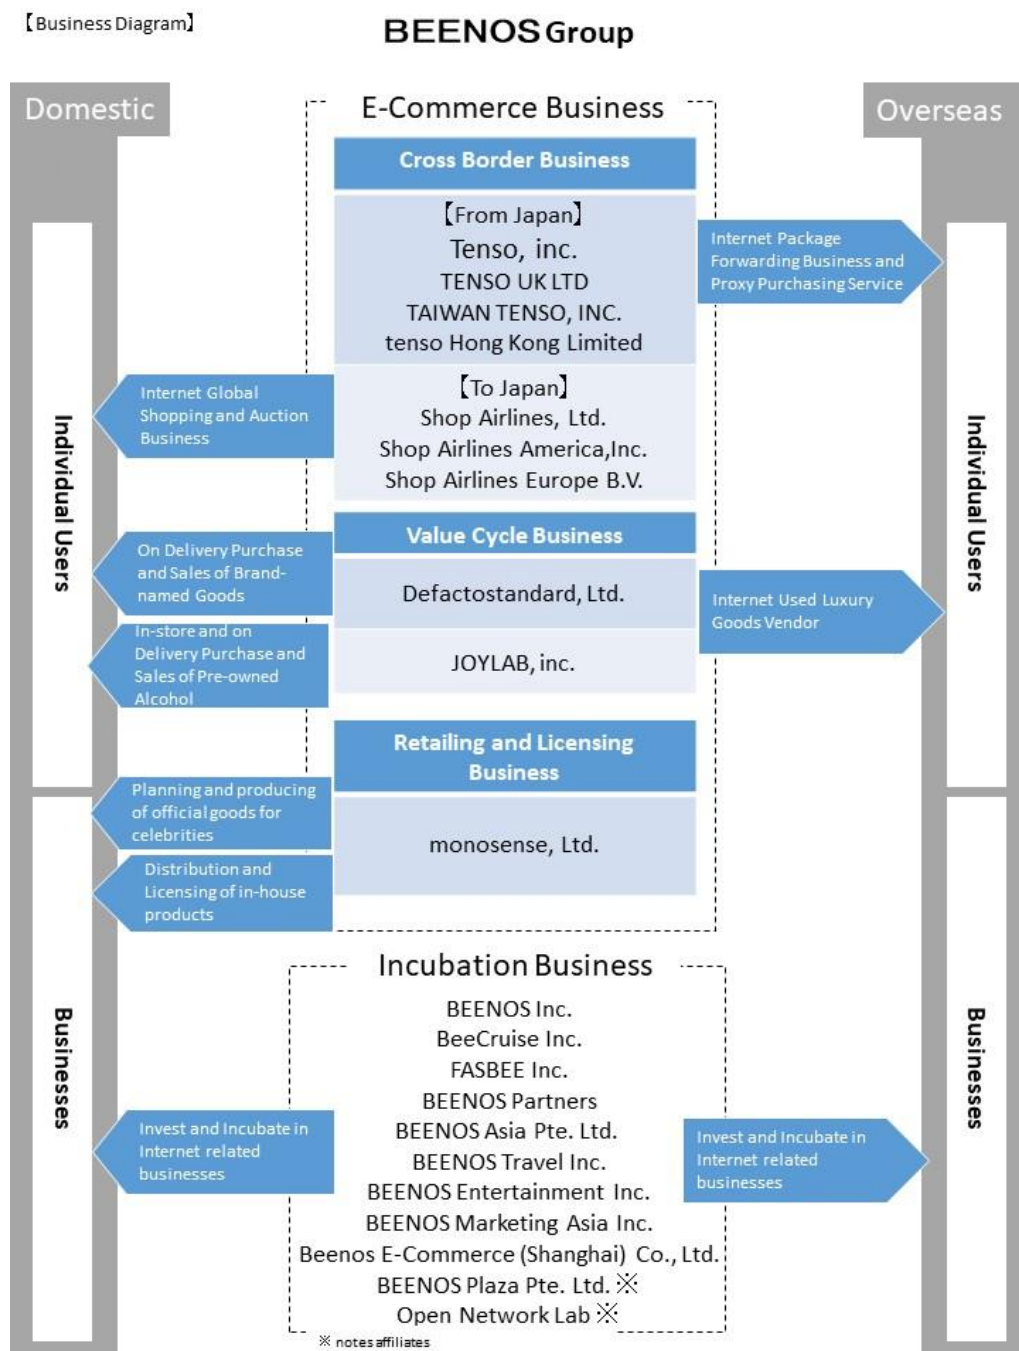 【Business Diagram】
BEENOS Group
Domestic
E-Commerce Business
Overseas
Cross Border Business
【From Japan】
Tenso, inc.
TENSO UK LTD
TAIWAN TENSO, INC.
tenso Hong Kong Limited
Internet Package
Forwarding Business and
Proxy Purchasing Service
【To Japan】
Shop Airlines, Ltd.
Shop Airlines America,Inc.
Shop Airlines Europe B.V.
Internet Global
Shopping and Auction
Business
Individual Users
Individual Users
Value Cycle Business
Defactostandard, Ltd.
JOYLAB, inc.
On Delivery Purchase
and Sales of Brand-
named Goods
In-store and on
Delivery Purchase and
Sales of Pre-owned
Alcohol
Internet Used Luxury
Goods Vendor
Retailing and Licensing
Business
monosense, Ltd.
Planning and producing
of official goods for
celebrities
Distribution and
Licensing of in-house
products
Incubation Business
BEENOS Inc.
BeeCruise Inc.
FASBEE Inc.
BEENOS Partners
BEENOS Asia Pte. Ltd.
BEENOS Travel Inc.
BEENOS Entertainment Inc.
BEENOS Marketing Asia Inc.
Beenos E-Commerce (Shanghai) Co., Ltd.
BEENOS Plaza Pte. Ltd. ※
Open Network Lab ※
※ notes affiliates
Businesses
Businesses
Invest and Incubate in
Internet related
businesses
Invest and Incubate in
Internet related
businesses